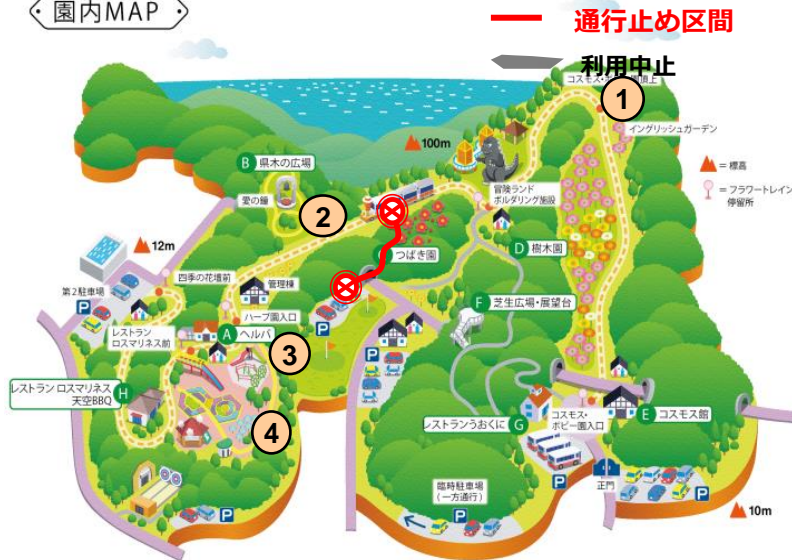 園内MAP
通行止め区間
利用中止
1
イングリッシュガーデン
= 標高
= フラワートレイン
停留所
100m
B 県木の広場
愛の鐘
2
冒険ランド
ボルダリング施設
D 樹木園
つばき園
12m
四季の花壇前
管理棟
第2駐車場
P
ハーブ園入口
P
F 芝生広場・展望台
レストラン
ロスマリネス前
A ヘルバ
3
P
レストラン ロスマリネス
天空BBQ
H
4
レストランうおくに G
コスモス・
ポピー園入口
E コスモス館
臨時駐車場
(一方通行)
P
P
正門
P
P
10m